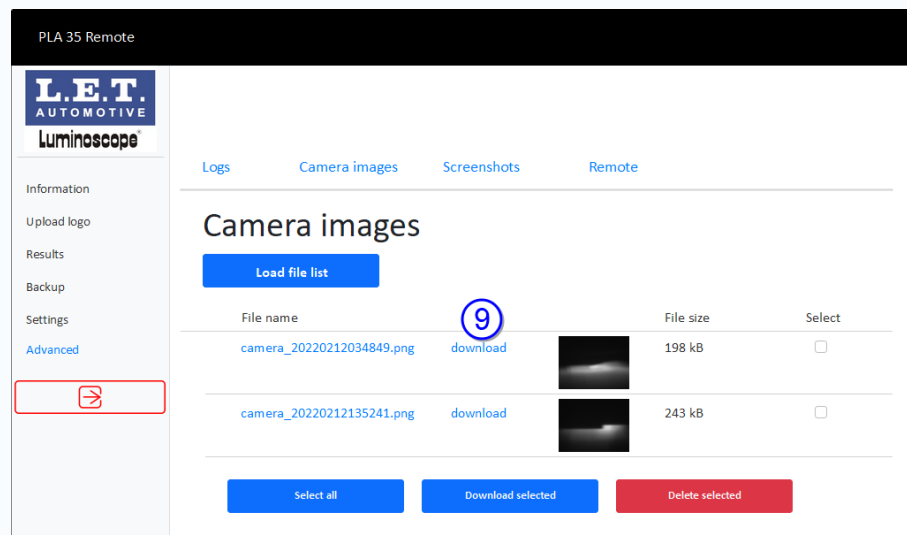 PLA 35 Remote
L.E.T.
AUTOMOTIVE
Luminoscope®
Information
Upload logo
Results
Backup
Settings
Advanced
Logs Camera images Screenshots Remote
Camera images
Load file list
File name 9 File size Select
camera_20220212034849.png download 198 kB
camera_20220212135241.png download 243 kB
Select all Download selected Delete selected